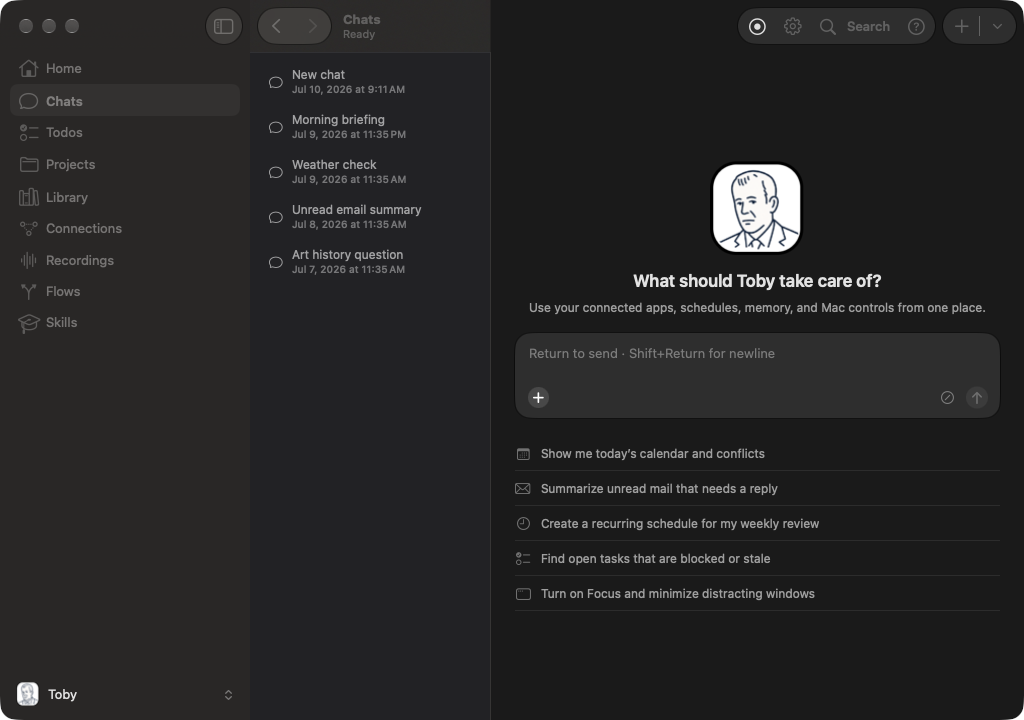 Home
Chats
Todos
Projects
Library
Connections
Recordings
Flows
Skills
Toby
Chats
Ready
New chat
Jul 10, 2026 at 9:11 AM
Morning briefing
Jul 9, 2026 at 11:35 PM
Weather check
Jul 9, 2026 at 11:35 AM
Unread email summary
Jul 8, 2026 at 11:35 AM
Art history question
Jul 7, 2026 at 11:35 AM
Search
What should Toby take care of?
Use your connected apps, schedules, memory, and Mac controls from one place.
Return to send · Shift+Return for newline
Show me today's calendar and conflicts
Summarize unread mail that needs a reply
Create a recurring schedule for my weekly review
Find open tasks that are blocked or stale
Turn on Focus and minimize distracting windows